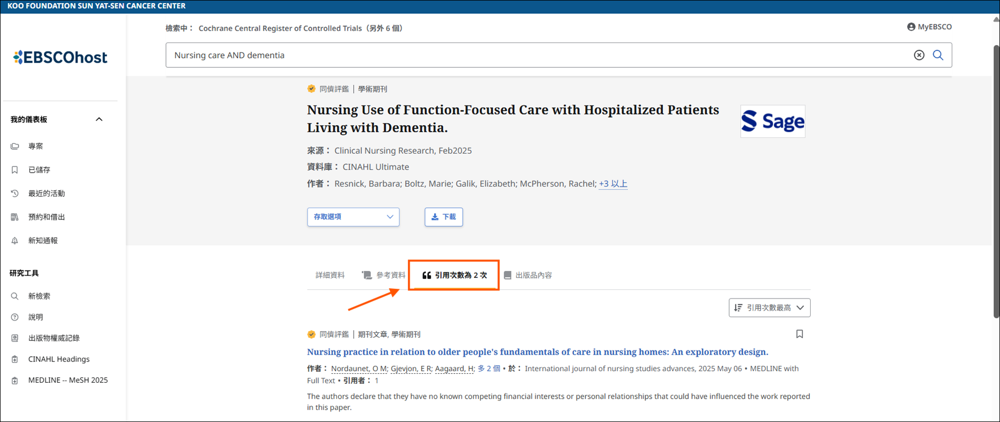 KOO FOUNDATION SUN YAT-SEN CANCER CENTER
檢索中： Cochrane Central Register of Controlled Trials（另外 6 個）
MyEBSCO
EBSCOhost
Nursing care AND dementia
同儕評鑑 | 學術期刊
Nursing Use of Function-Focused Care with Hospitalized Patients
Living with Dementia.
Sage
來源： Clinical Nursing Research, Feb2025
資料庫： CINAHL Ultimate
作者： Resnick, Barbara; Boltz, Marie; Galik, Elizabeth; McPherson, Rachel; +3 以上
存取選項
下載
我的儀表板
專案
已儲存
最近的活動
預約和借出
新知通報
研究工具
新檢索
說明
出版物權威記錄
CINAHL Headings
MEDLINE -- MeSH 2025
詳細資料
參考資料
引用次數為 2 次
出版品內容
引用次數最高
同儕評鑑 | 期刊文章, 學術期刊
Nursing practice in relation to older people's fundamentals of care in nursing homes: An exploratory design.
作者： Nordaunet, O M; Gjevjon, E R; Aagaard, H; 多 2 個 • 於： International journal of nursing studies advances, 2025 May 06 • MEDLINE with
Full Text • 引用者： 1
The authors declare that they have no known competing financial interests or personal relationships that could have influenced the work reported
in this paper.